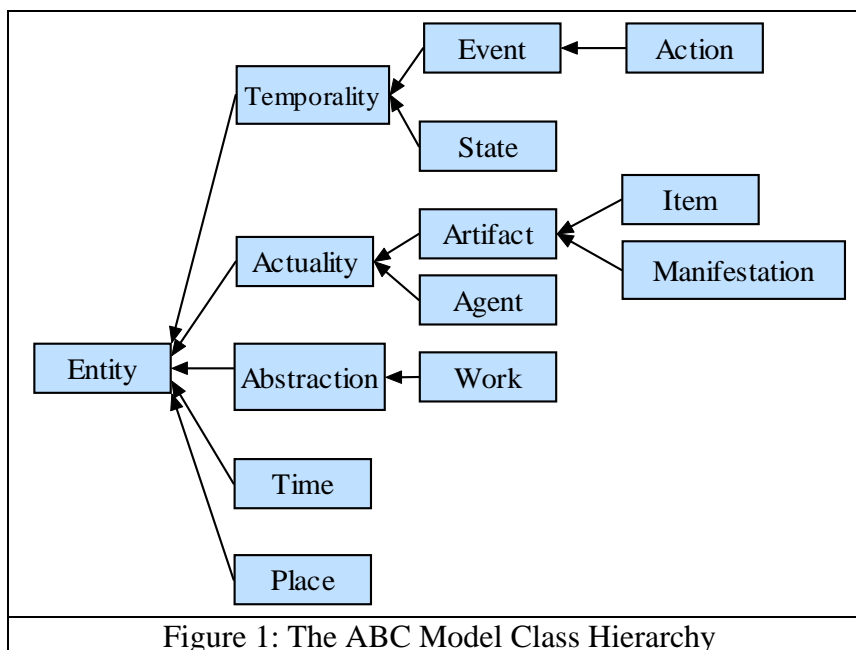 Event
Action
Temporality
State
Item
Artifact
Actuality
Manifestation
Agent
Entity
Abstraction
Work
Time
Place
Figure 1: The ABC Model Class Hierarchy